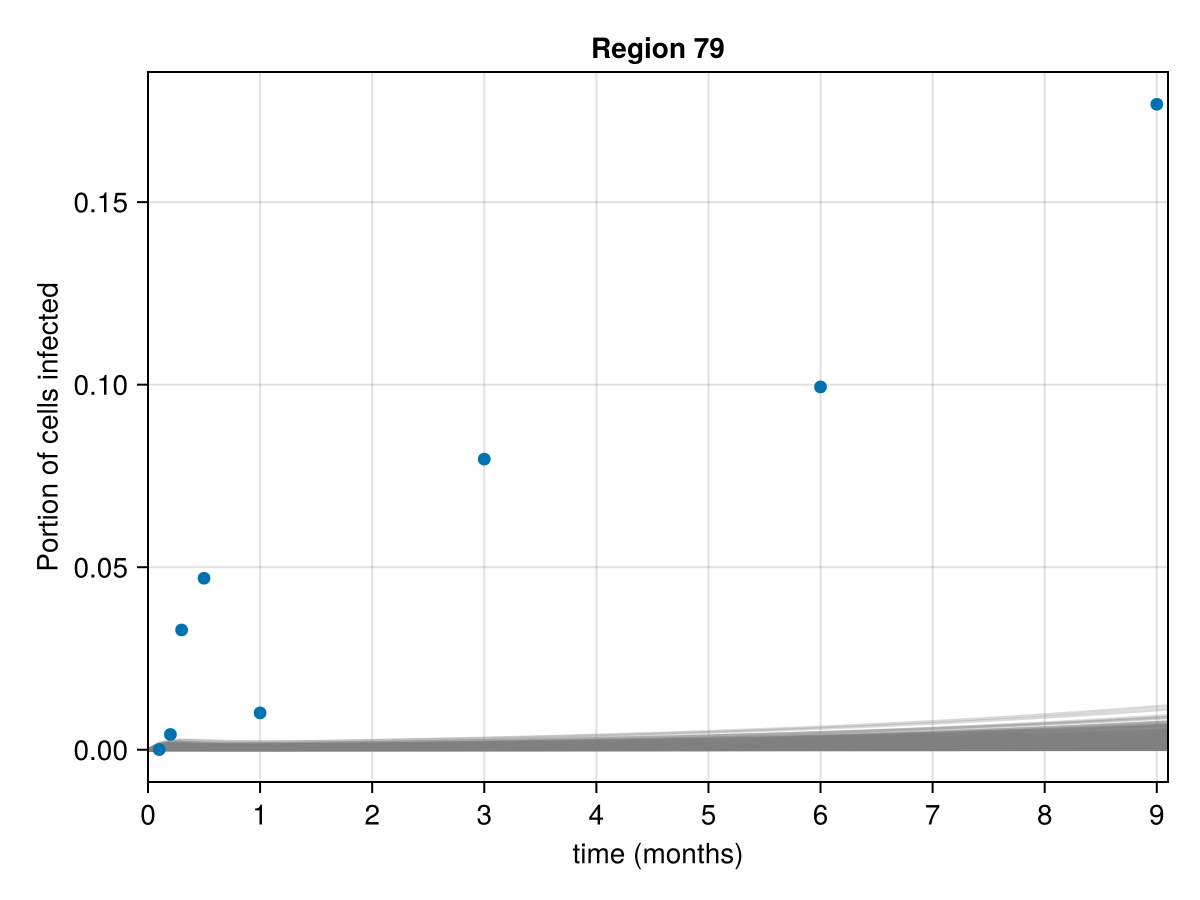 Region 79
Portion of cells infected
0.15
0.10
0.05
0.00
0 1 2 3 4 5 6 7 8 9
time (months)